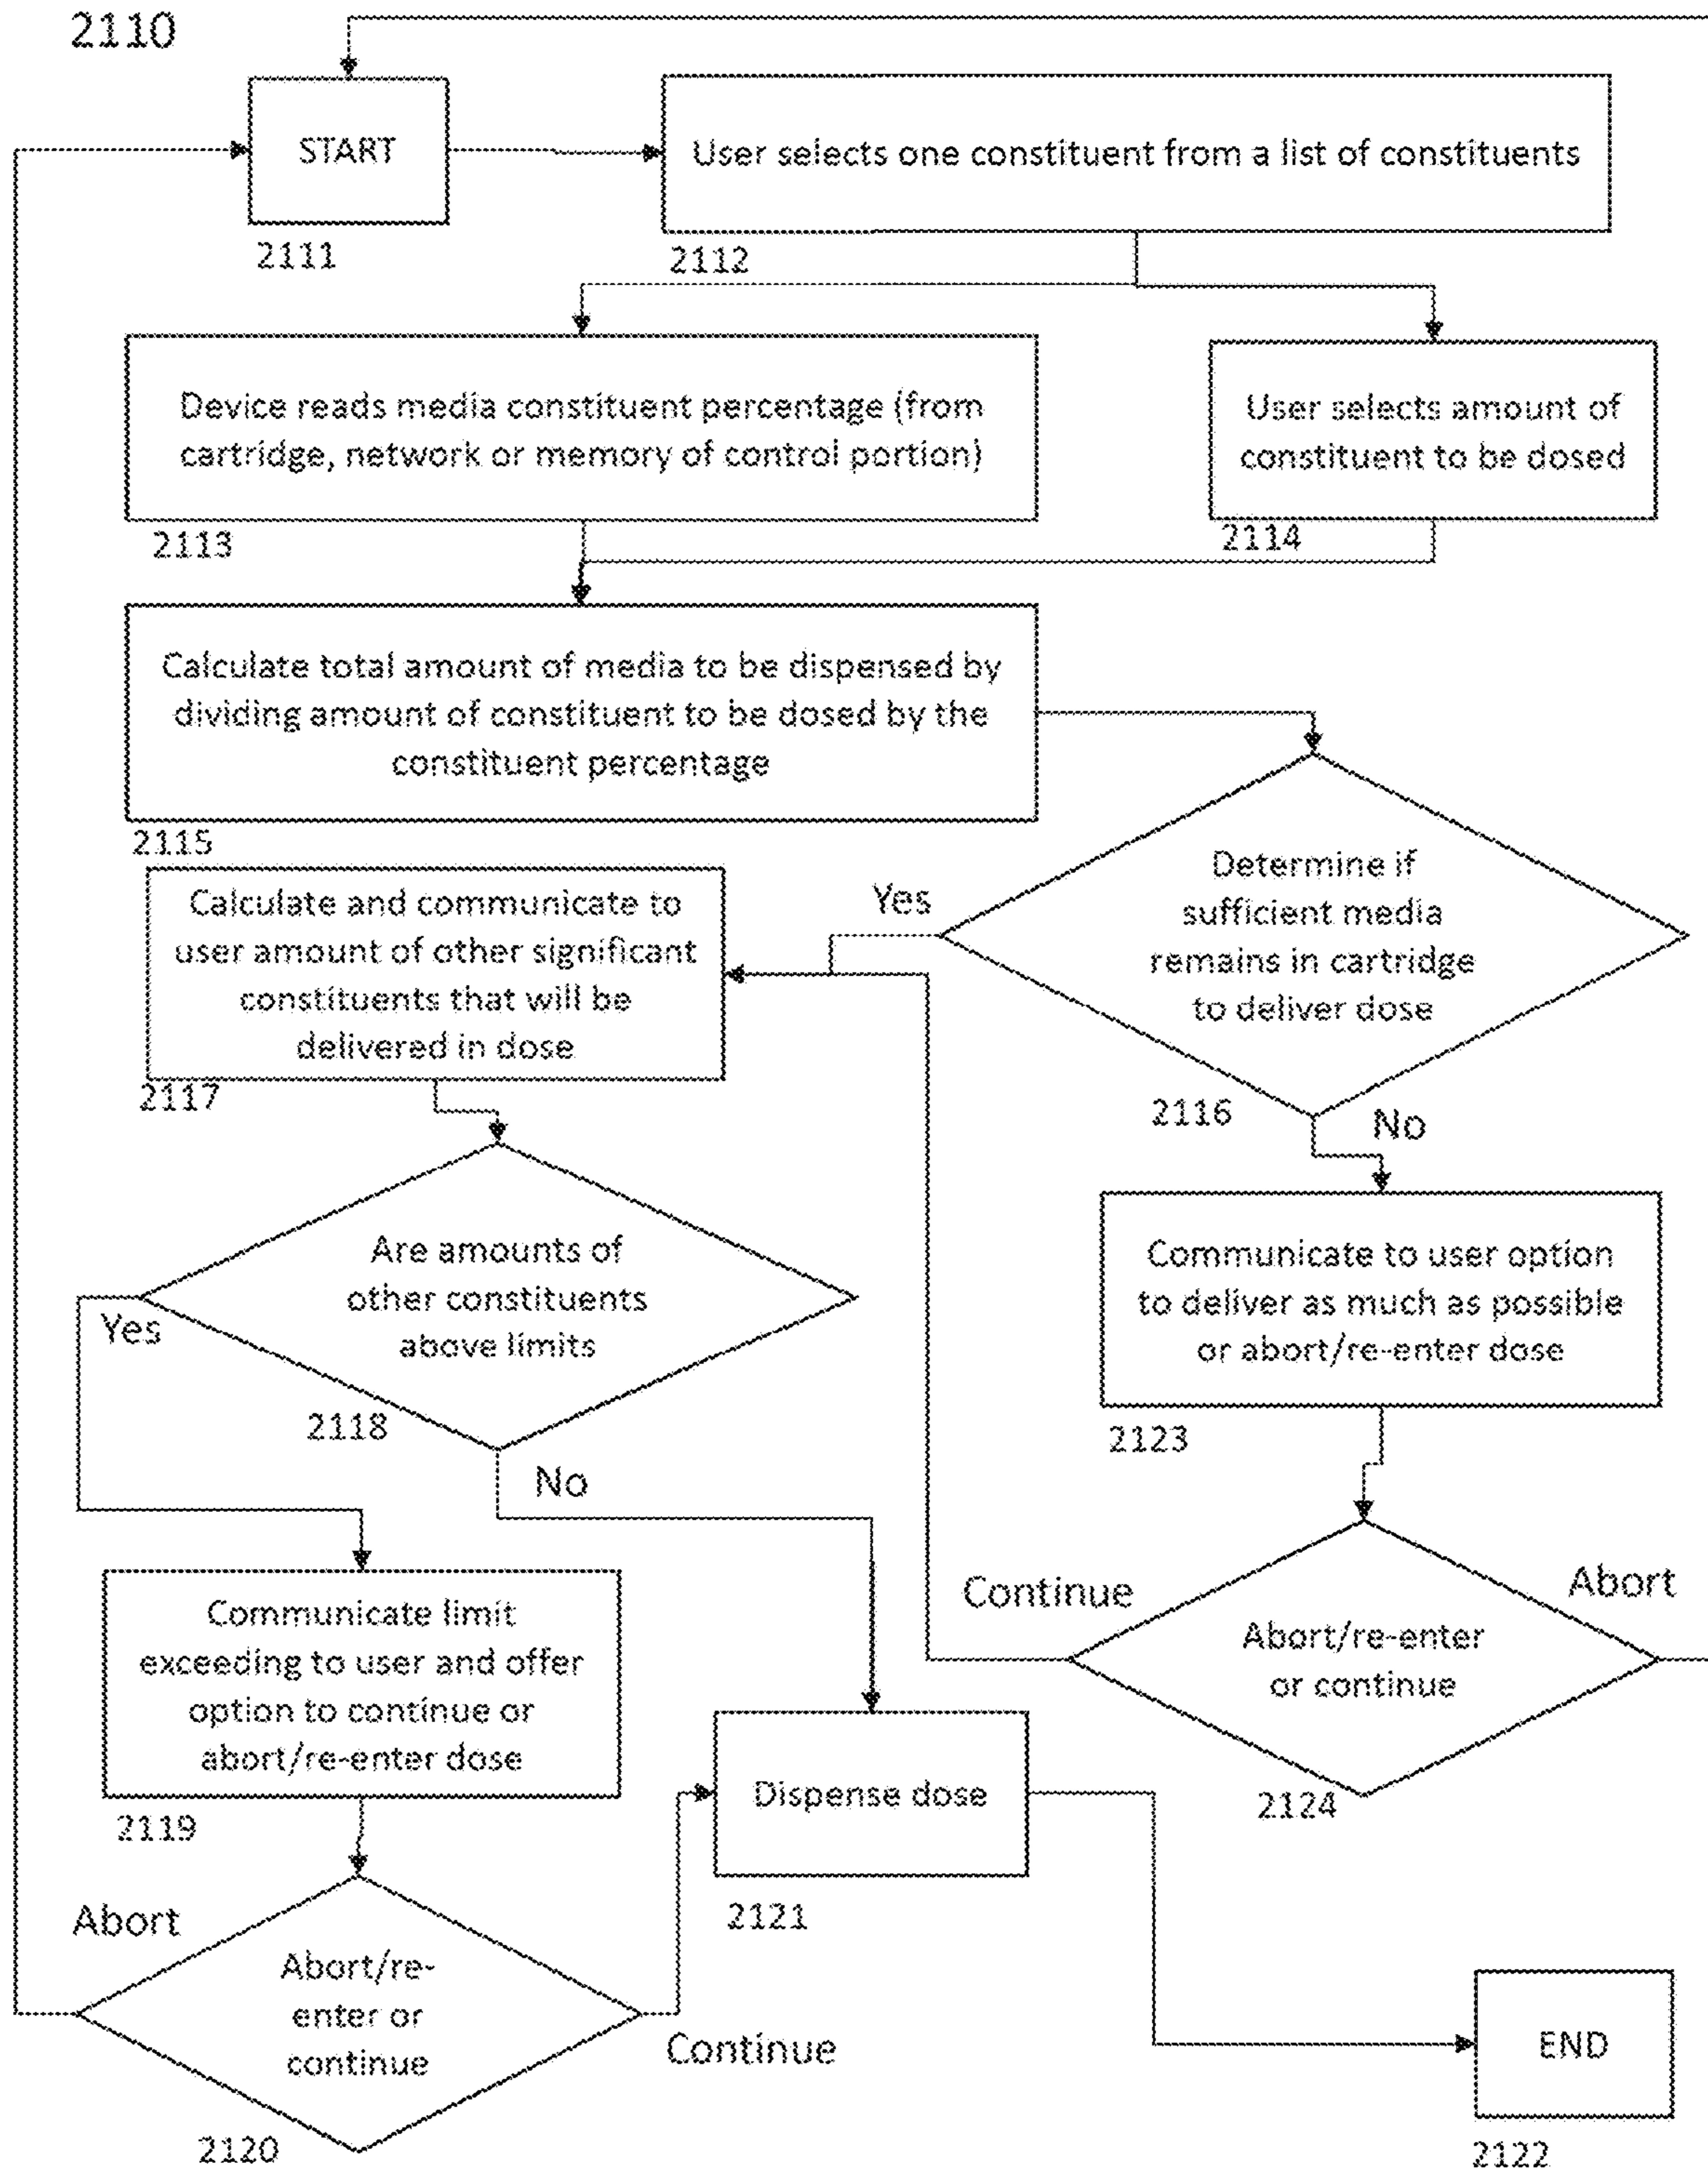 2110
START
2111
User selects one constituent from a list of constituents
2112
Device reads media constituent percentage (from
cartridge, network or memory of control portion)
2113
User selects amount of
constituent to be dosed
2114
Calculate total amount of media to be dispensed by
dividing amount of constituent to be dosed by the
constituent percentage
2115
Determine if
sufficient media
remains in cartridge
to deliver dose
2116
Yes
No
Calculate and communicate to
user amount of other significant
constituents that will be
delivered in dose
2117
Are amounts of
other constituents
above limits
2118
Yes
No
Communicate to user option
to deliver as much as possible
or abort/re-enter dose
2123
Abort/re-enter
or continue
2124
Continue
Abort
Communicate limit
exceeding to user and offer
option to continue or
abort/re-enter dose
2119
Dispense dose
2121
Abort/re-
enter or
continue
2120
Abort
Continue
END
2122